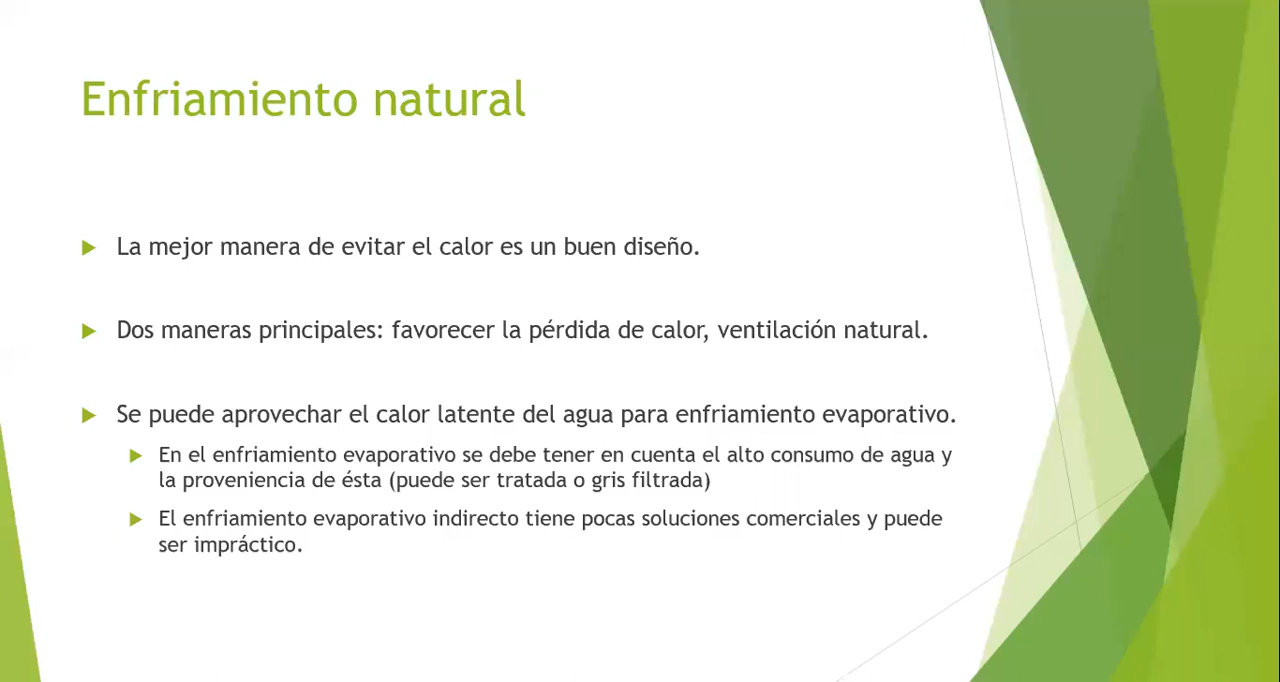 Enfriamiento natural
La mejor manera de evitar el calor es un buen diseño.
Dos maneras principales: favorecer la pérdida de calor, ventilación natural.
Se puede aprovechar el calor latente del agua para enfriamiento evaporativo.
En el enfriamiento evaporativo se debe tener en cuenta el alto consumo de agua y
la proveniencia de ésta (puede ser tratada o gris filtrada)
El enfriamiento evaporativo indirecto tiene pocas soluciones comerciales y puede
ser impráctico.